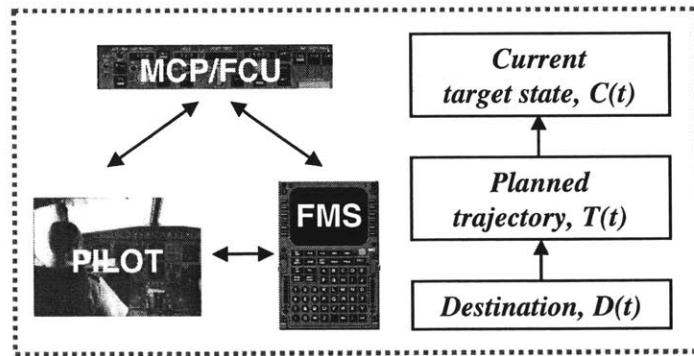 MCP/FCU
PILOT
FMS
Current
target state, C(t)
Planned
trajectory, T(t)
Destination, D(t)